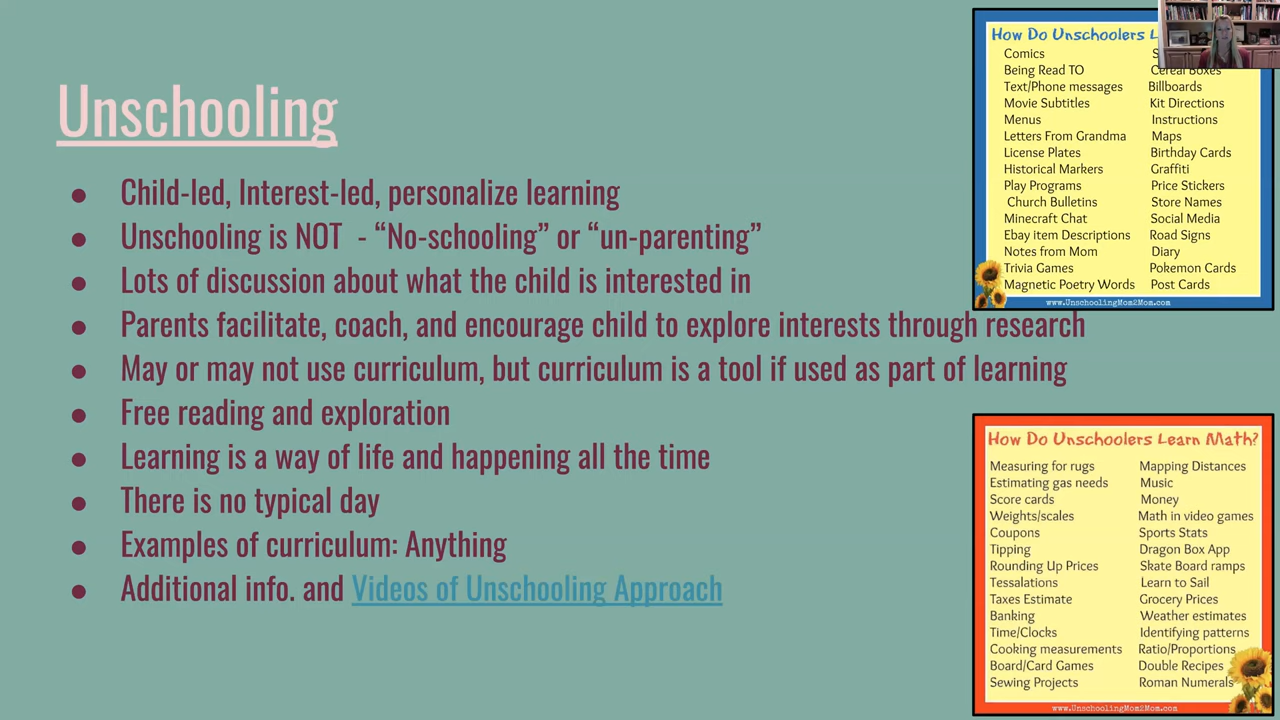 Unschooling
● Child-led, Interest-led, personalize learning
● Unschooling is NOT - “No-schooling” or “un-parenting”
● Lots of discussion about what the child is interested in
● Parents facilitate, coach, and encourage child to explore interests through research
● May or may not use curriculum, but curriculum is a tool if used as part of learning
● Free reading and exploration
● Learning is a way of life and happening all the time
● There is no typical day
● Examples of curriculum: Anything
● Additional info. and Videos of Unschooling Approach
How Do Unschoolers
Comics
Being Read TO Cereal Boxes
Text/Phone messages Billboards
Movie Subtitles Kit Directions
Menus Instructions
Letters From Grandma Maps
License Plates Birthday Cards
Historical Markers Graffiti
Play Programs Price Stickers
Church Bulletins Store Names
Minecraft Chat Social Media
Ebay item Descriptions Road Signs
Notes from Mom Diary
Trivia Games Pokemon Cards
Magnetic Poetry Words Post Cards
www.UnschoolingMom2Mom.com
How Do Unschoolers Learn Math?
Measuring for rugs Mapping Distances
Estimating gas needs Music
Score cards Money
Weights/scales Math in video games
Coupons Sports Stats
Tipping Dragon Box App
Rounding Up Prices Skate Board ramps
Tessalations Learn to Sail
Taxes Estimate Grocery Prices
Banking Weather estimates
Time/Clocks Identifying patterns
Cooking measurements Ratio/Proportions
Board/Card Games Double Recipes
Sewing Projects Roman Numerals
www.UnschoolingMom2Mom.com